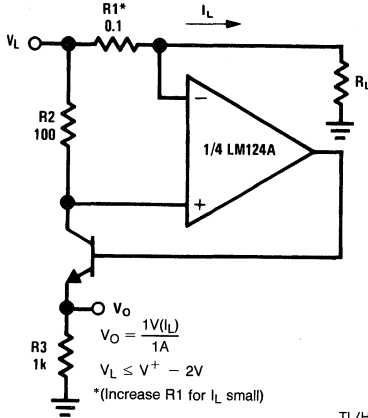 R1*
0.1
I_L
V_L
R_L
R2
100
−
1/4 LM124A
+
V_O
R3
1k
V_O = 1V(I_L) / 1A
V_L ≤ V⁺ − 2V
*(Increase R1 for I_L small)